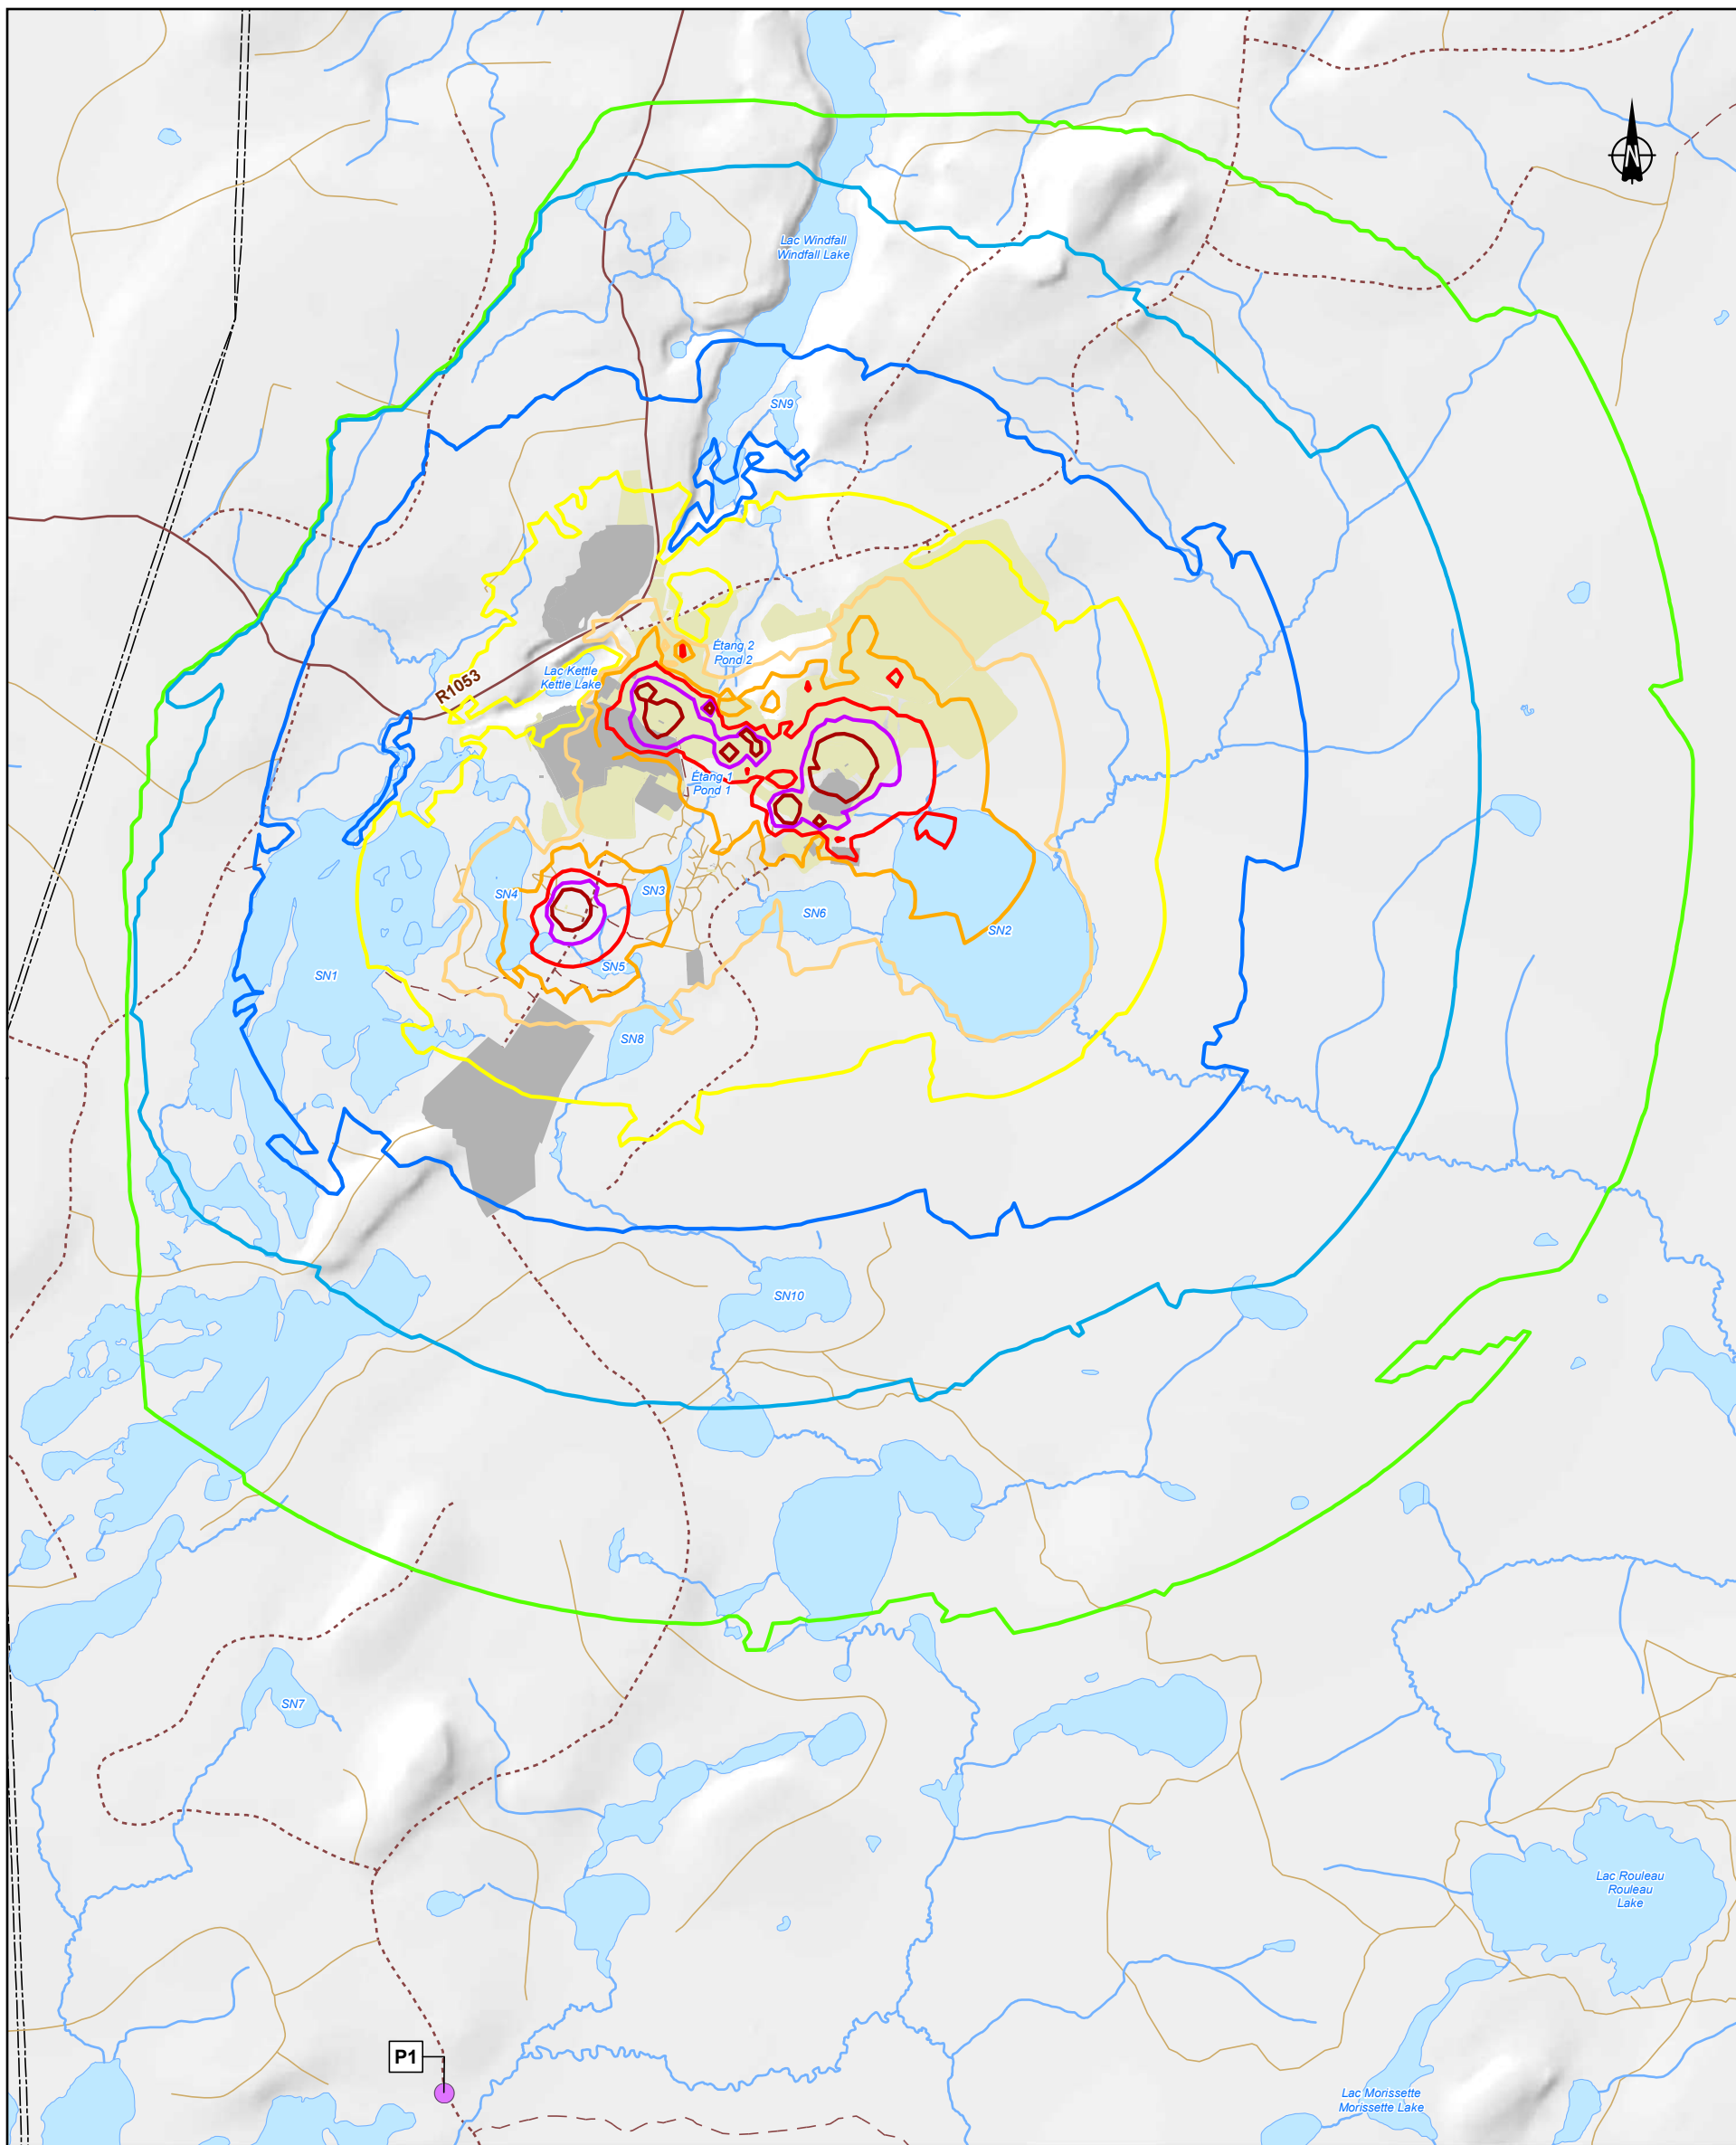 N
Lac Windfall
Windfall Lake
SN9
Étang 2
Pond 2
Lac Kettle
Kettle Lake
R1053
Étang 1
Pond 1
SN4
SN3
SN6
SN2
SN5
SN1
SN8
SN10
SN7
Lac Rouleau
Rouleau
Lake
P1
Lac Morissette
Morissette Lake